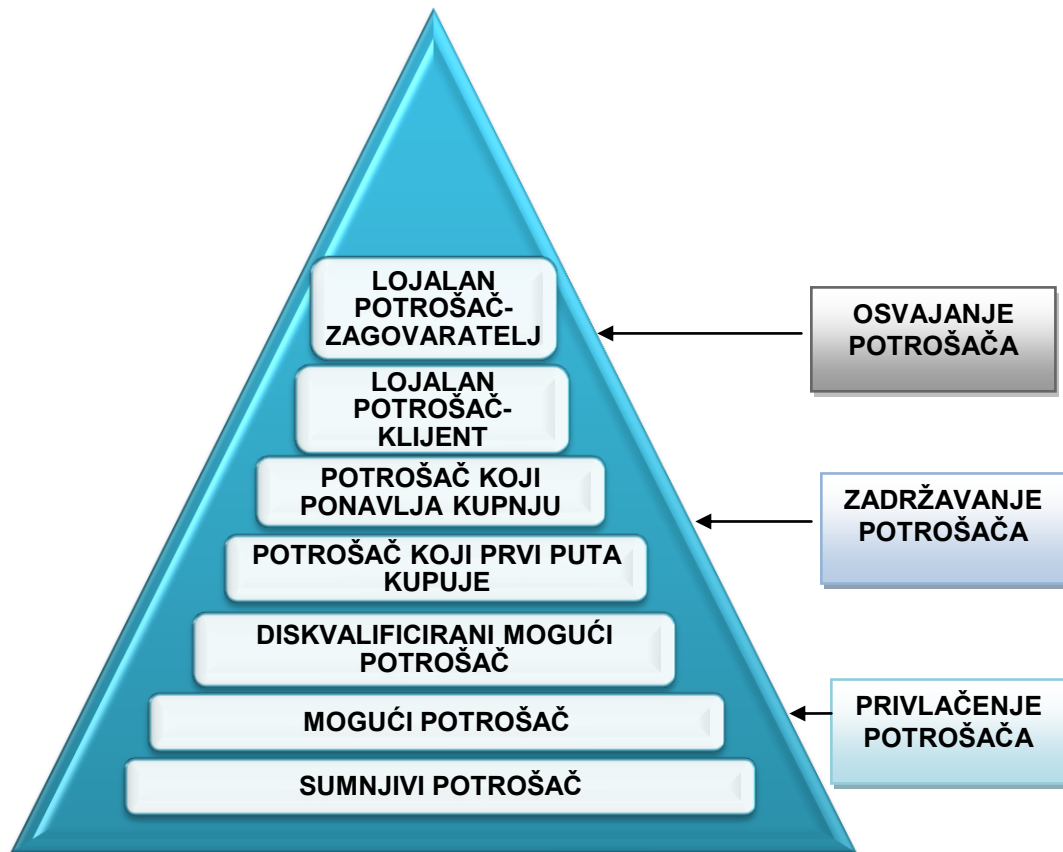 LOJALAN
POTROŠAČ-
ZAGOVARATELJ
LOJALAN
POTROŠAČ-
KLIJENT
POTROŠAČ KOJI
PONAVLJA KUPNJU
POTROŠAČ KOJI PRVI PUTA
KUPUJE
DISKVALIFICIRANI MOGUĆI
POTROŠAČ
MOGUĆI POTROŠAČ
SUMNJIVI POTROŠAČ
OSVAJANJE
POTROŠAČA
ZADRŽAVANJE
POTROŠAČA
PRIVLAČENJE
POTROŠAČA